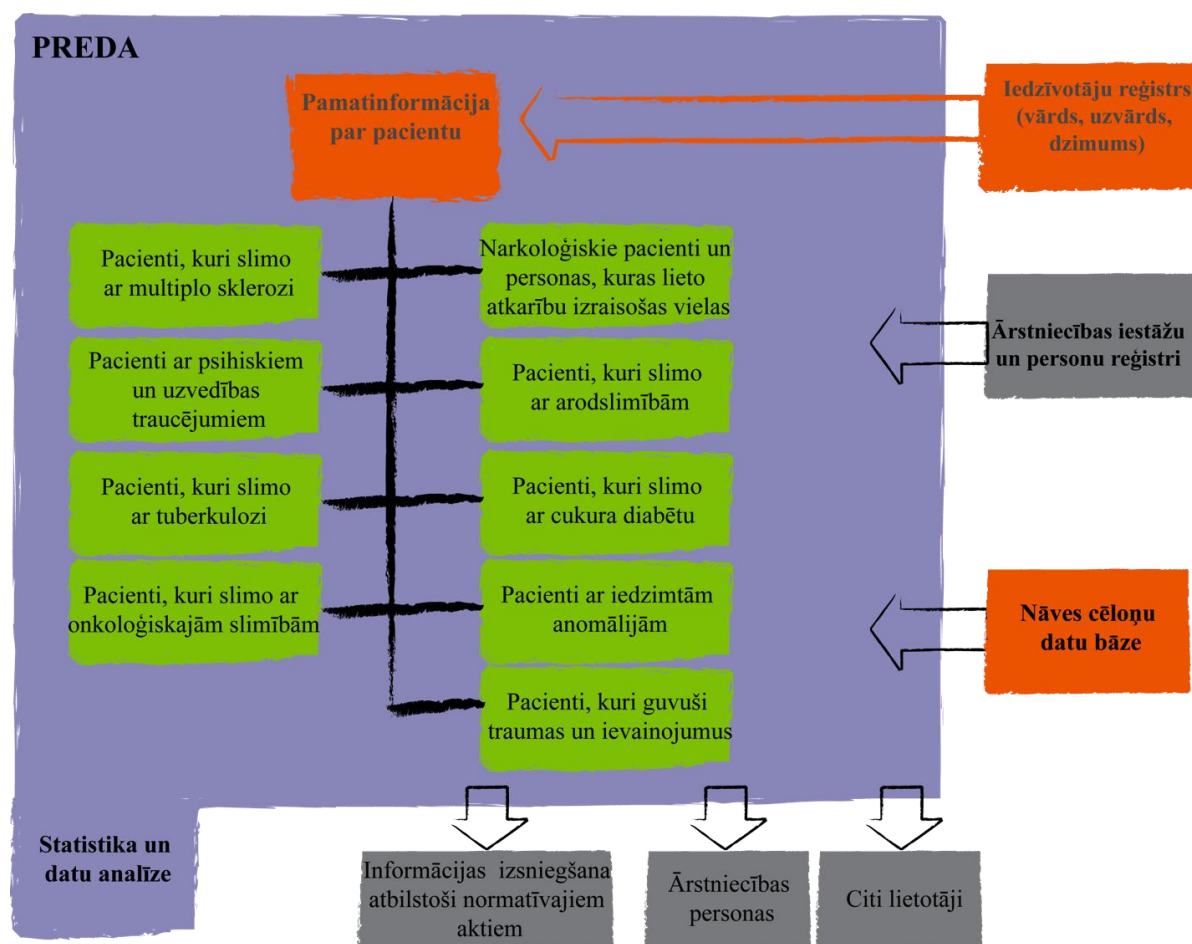 PREDA
Pamatinformācija
par pacientu
Iedzīvotāju reģistrs
(vārds, uzvārds,
dzimums)
Pacienti, kuri slimo
ar multiplo sklerozi
Narkoloģiskie pacienti un
personas, kuras lieto
atkarību izraisošas vielas
Ārstniecības iestāžu
un personu reģistri
Pacienti ar psihiskiem
un uzvedības
traucējumiem
Pacienti, kuri slimo
ar arodslimībām
Pacienti, kuri slimo
ar tuberkulozi
Pacienti, kuri slimo
ar cukura diabētu
Pacienti, kuri slimo ar
onkoloģiskajām slimībām
Pacienti ar iedzimtām
anomālijām
Nāves cēloņu
datu bāze
Pacienti, kuri guvuši
traumas un ievainojumus
Statistika un
datu analīze
Informācijas izsniegšana
atbilstoši normatīvajiem
aktiem
Ārstniecības
personas
Citi lietotāji